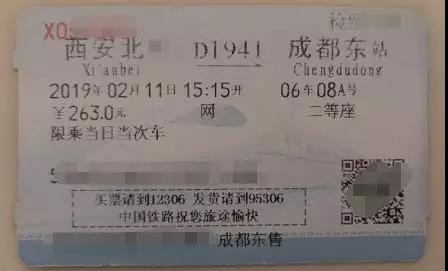 XQ
西安北 D1941 成都东站
Xi'anbei Chengdudong
2019年02月11日 15:15开 06车08A号
￥263.0元 网 二等座
限乘当日当次车
买票请到12306 发货请到95306
中国铁路祝您旅途愉快
成都东售